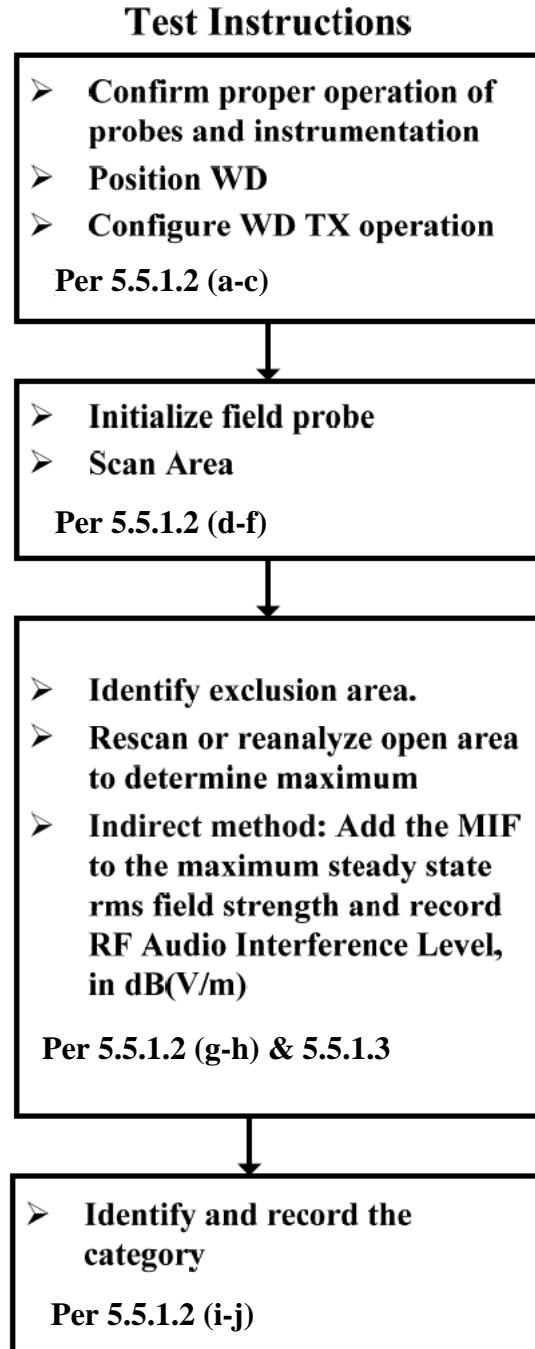 Test Instructions
➢ Confirm proper operation of
probes and instrumentation
➢ Position WD
➢ Configure WD TX operation
Per 5.5.1.2 (a-c)
➢ Initialize field probe
➢ Scan Area
Per 5.5.1.2 (d-f)
➢ Identify exclusion area.
➢ Rescan or reanalyze open area
to determine maximum
➢ Indirect method: Add the MIF
to the maximum steady state
rms field strength and record
RF Audio Interference Level,
in dB(V/m)
Per 5.5.1.2 (g-h) & 5.5.1.3
➢ Identify and record the
category
Per 5.5.1.2 (i-j)